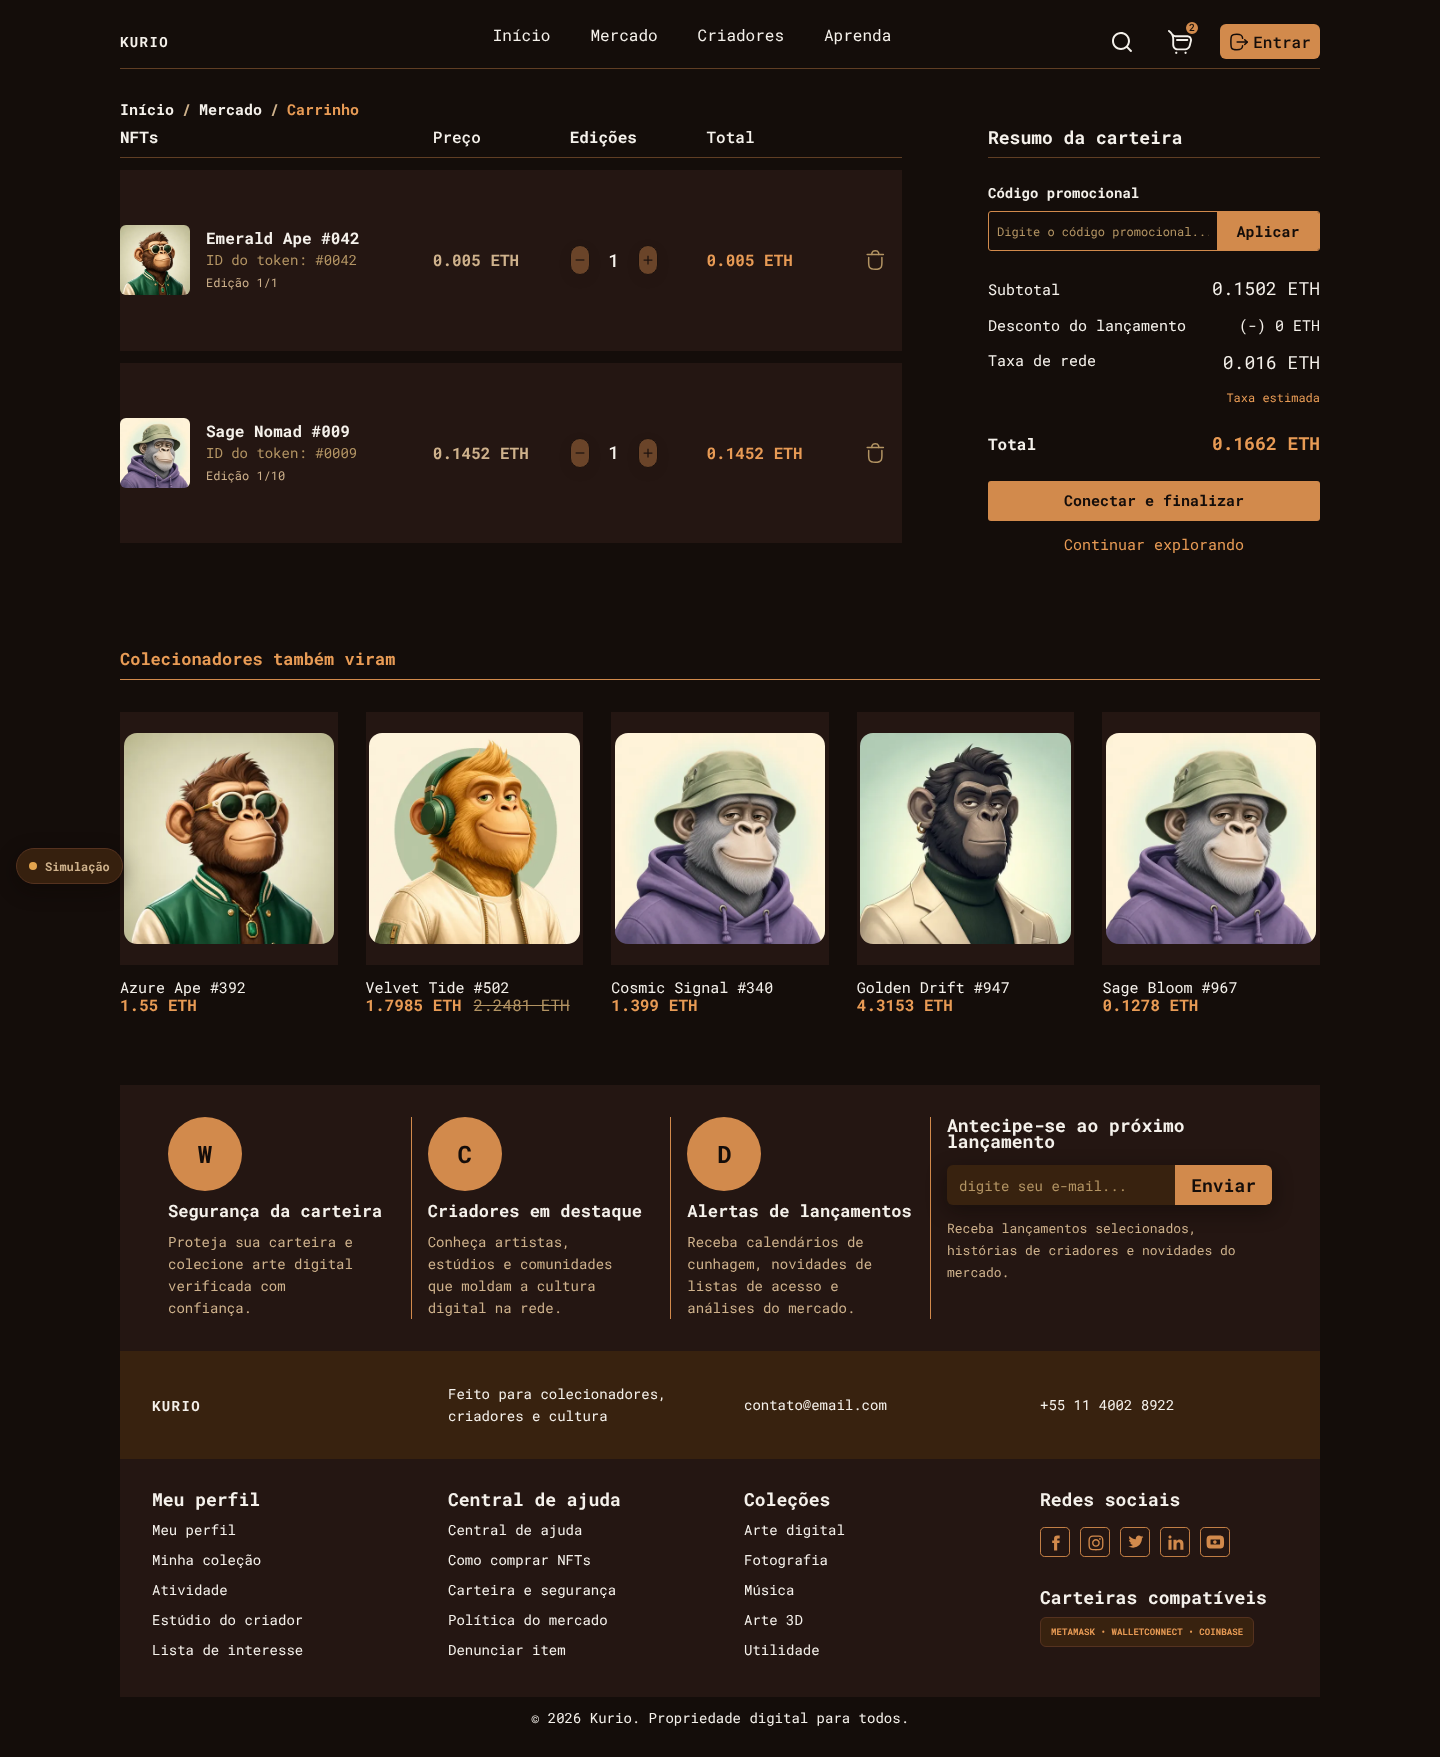 KURIO
Início
Mercado
Criadores
Aprenda
2
Entrar
Início / Mercado / Carrinho
NFTs
Preço
Edições
Total
Emerald Ape #042
ID do token: #0042
Edição 1/1
0.005 ETH
− 1 +
0.005 ETH
Sage Nomad #009
ID do token: #0009
Edição 1/10
0.1452 ETH
− 1 +
0.1452 ETH
Resumo da carteira
Código promocional
Digite o código promocional...
Aplicar
Subtotal
0.1502 ETH
Desconto do lançamento
(-) 0 ETH
Taxa de rede
0.016 ETH
Taxa estimada
Total
0.1662 ETH
Conectar e finalizar
Continuar explorando
Colecionadores também viram
Simulação
Azure Ape #392
1.55 ETH
Velvet Tide #502
1.7985 ETH 2.2481 ETH
Cosmic Signal #340
1.399 ETH
Golden Drift #947
4.3153 ETH
Sage Bloom #967
0.1278 ETH
W
Segurança da carteira
Proteja sua carteira e
colecione arte digital
verificada com
confiança.
C
Criadores em destaque
Conheça artistas,
estúdios e comunidades
que moldam a cultura
digital na rede.
D
Alertas de lançamentos
Receba calendários de
cunhagem, novidades de
listas de acesso e
análises do mercado.
Antecipe-se ao próximo
lançamento
digite seu e-mail...
Enviar
Receba lançamentos selecionados,
histórias de criadores e novidades do
mercado.
KURIO
Feito para colecionadores,
criadores e cultura
contato@email.com
+55 11 4002 8922
Meu perfil
Meu perfil
Minha coleção
Atividade
Estúdio do criador
Lista de interesse
Central de ajuda
Central de ajuda
Como comprar NFTs
Carteira e segurança
Política do mercado
Denunciar item
Coleções
Arte digital
Fotografia
Música
Arte 3D
Utilidade
Redes sociais
Carteiras compatíveis
METAMASK • WALLETCONNECT • COINBASE
© 2026 Kurio. Propriedade digital para todos.